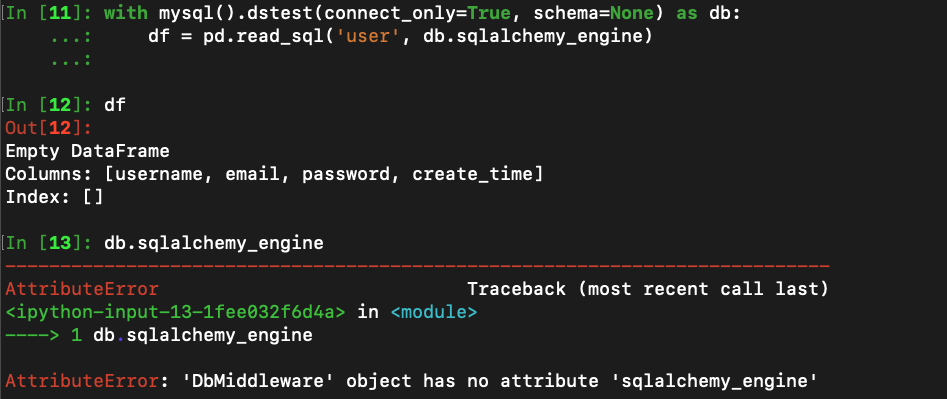 In [11]: with mysql().dstest(connect_only=True, schema=None) as db:
    ...:     df = pd.read_sql('user', db.sqlalchemy_engine)
    ...:
In [12]: df
Out[12]:
Empty DataFrame
Columns: [username, email, password, create_time]
Index: []
In [13]: db.sqlalchemy_engine
---------------------------------------------------------------------------
AttributeError                            Traceback (most recent call last)
<ipython-input-13-1fee032f6d4a> in <module>
----> 1 db.sqlalchemy_engine
AttributeError: 'DbMiddleware' object has no attribute 'sqlalchemy_engine'